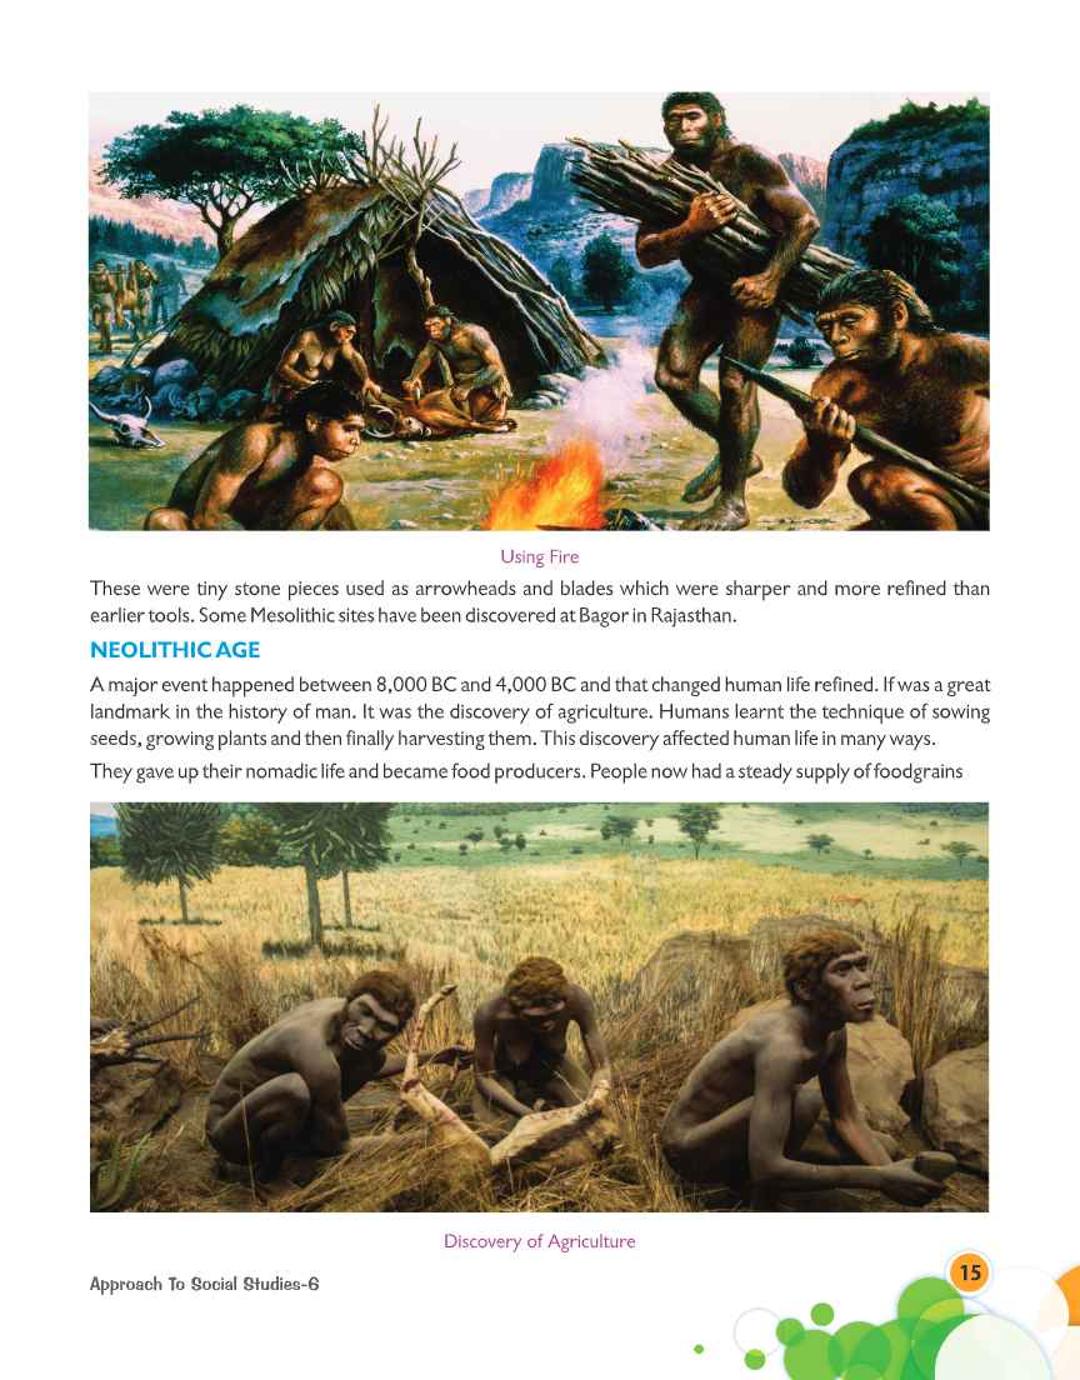 Using Fire
These were tiny stone pieces used as arrowheads and blades which were sharper and more refined than
earlier tools. Some Mesolithic sites have been discovered at Bagor in Rajasthan.
NEOLITHIC AGE
A major event happened between 8,000 BC and 4,000 BC and that changed human life refined. If was a great
landmark in the history of man. It was the discovery of agriculture. Humans learnt the technique of sowing
seeds, growing plants and then finally harvesting them. This discovery affected human life in many ways.
They gave up their nomadic life and became food producers. People now had a steady supply of foodgrains
Discovery of Agriculture
Approach To Social Studies-6
15